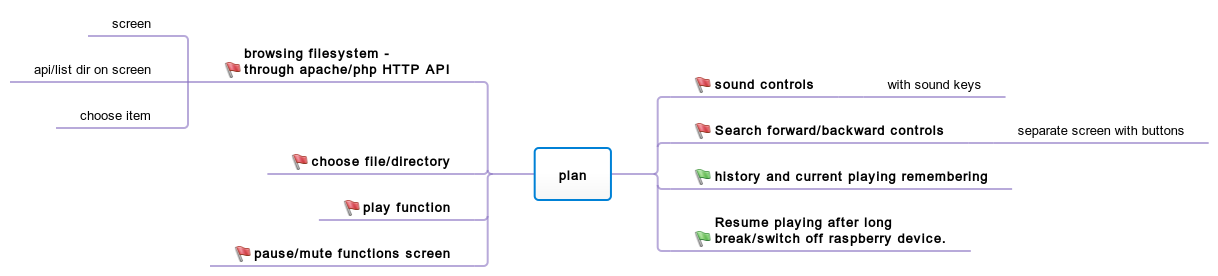 screen
browsing filesystem -
through apache/php HTTP API
api/list dir on screen
choose item
choose file/directory
play function
pause/mute functions screen
plan
sound controls
with sound keys
Search forward/backward controls
separate screen with buttons
history and current playing remembering
Resume playing after long
break/switch off raspberry device.